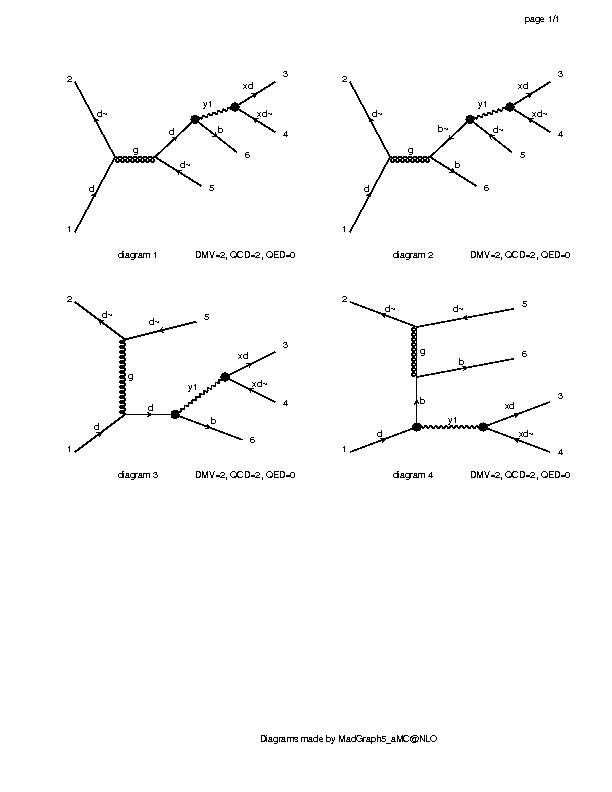 page 1/1
2
d~
d
1
g
d
d~
5
y1
b
6
xd
3
xd~
4
diagram 1 DMV=2, QCD=2, QED=0
2
d~
d
1
g
b~
b
6
y1
d~
5
xd
3
xd~
4
diagram 2 DMV=2, QCD=2, QED=0
2
d~
d~
5
g
d
1
d
y1
xd
3
xd~
4
b
6
diagram 3 DMV=2, QCD=2, QED=0
2
d~
d~
5
g
b
6
b
d
1
y1
xd
3
xd~
4
diagram 4 DMV=2, QCD=2, QED=0
Diagrams made by MadGraph5_aMC@NLO